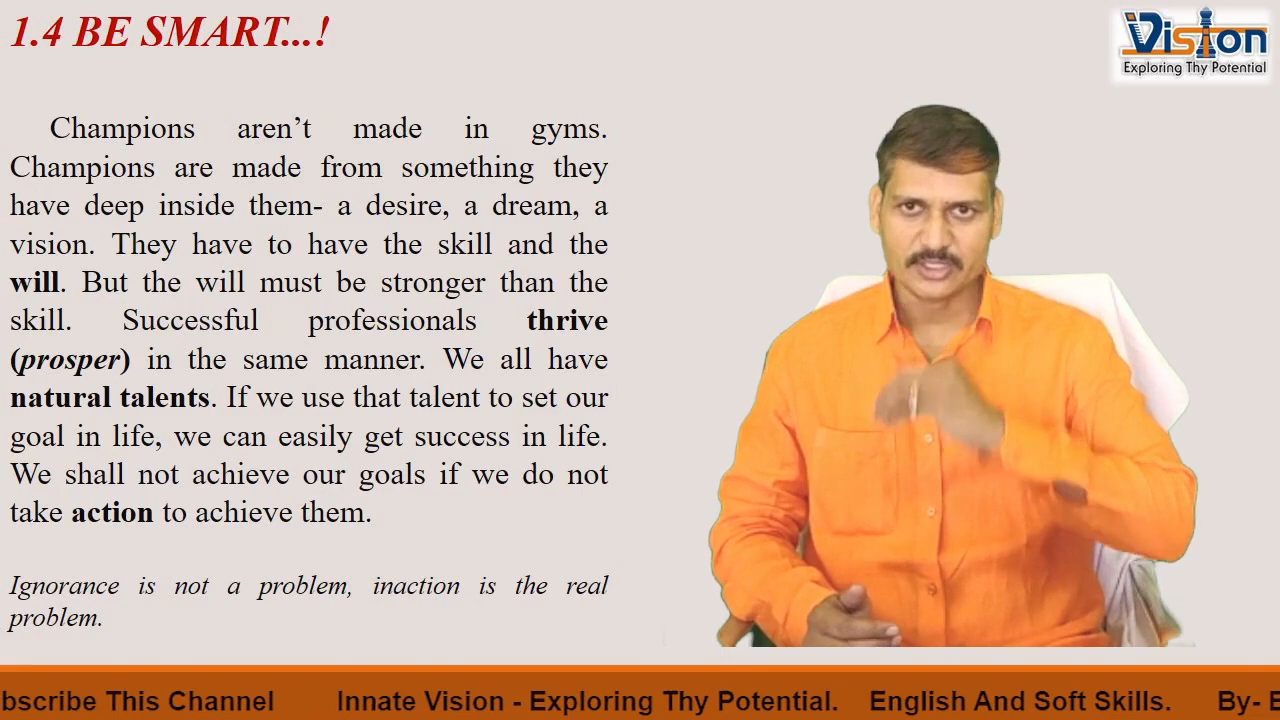 1.4 BE SMART...!
Vision
Exploring Thy Potential
Champions aren’t made in gyms.
Champions are made from something they
have deep inside them- a desire, a dream, a
vision. They have to have the skill and the
will. But the will must be stronger than the
skill. Successful professionals thrive
(prosper) in the same manner. We all have
natural talents. If we use that talent to set our
goal in life, we can easily get success in life.
We shall not achieve our goals if we do not
take action to achieve them.
Ignorance is not a problem, inaction is the real
problem.
bscribe This Channel Innate Vision - Exploring Thy Potential. English And Soft Skills. By- E